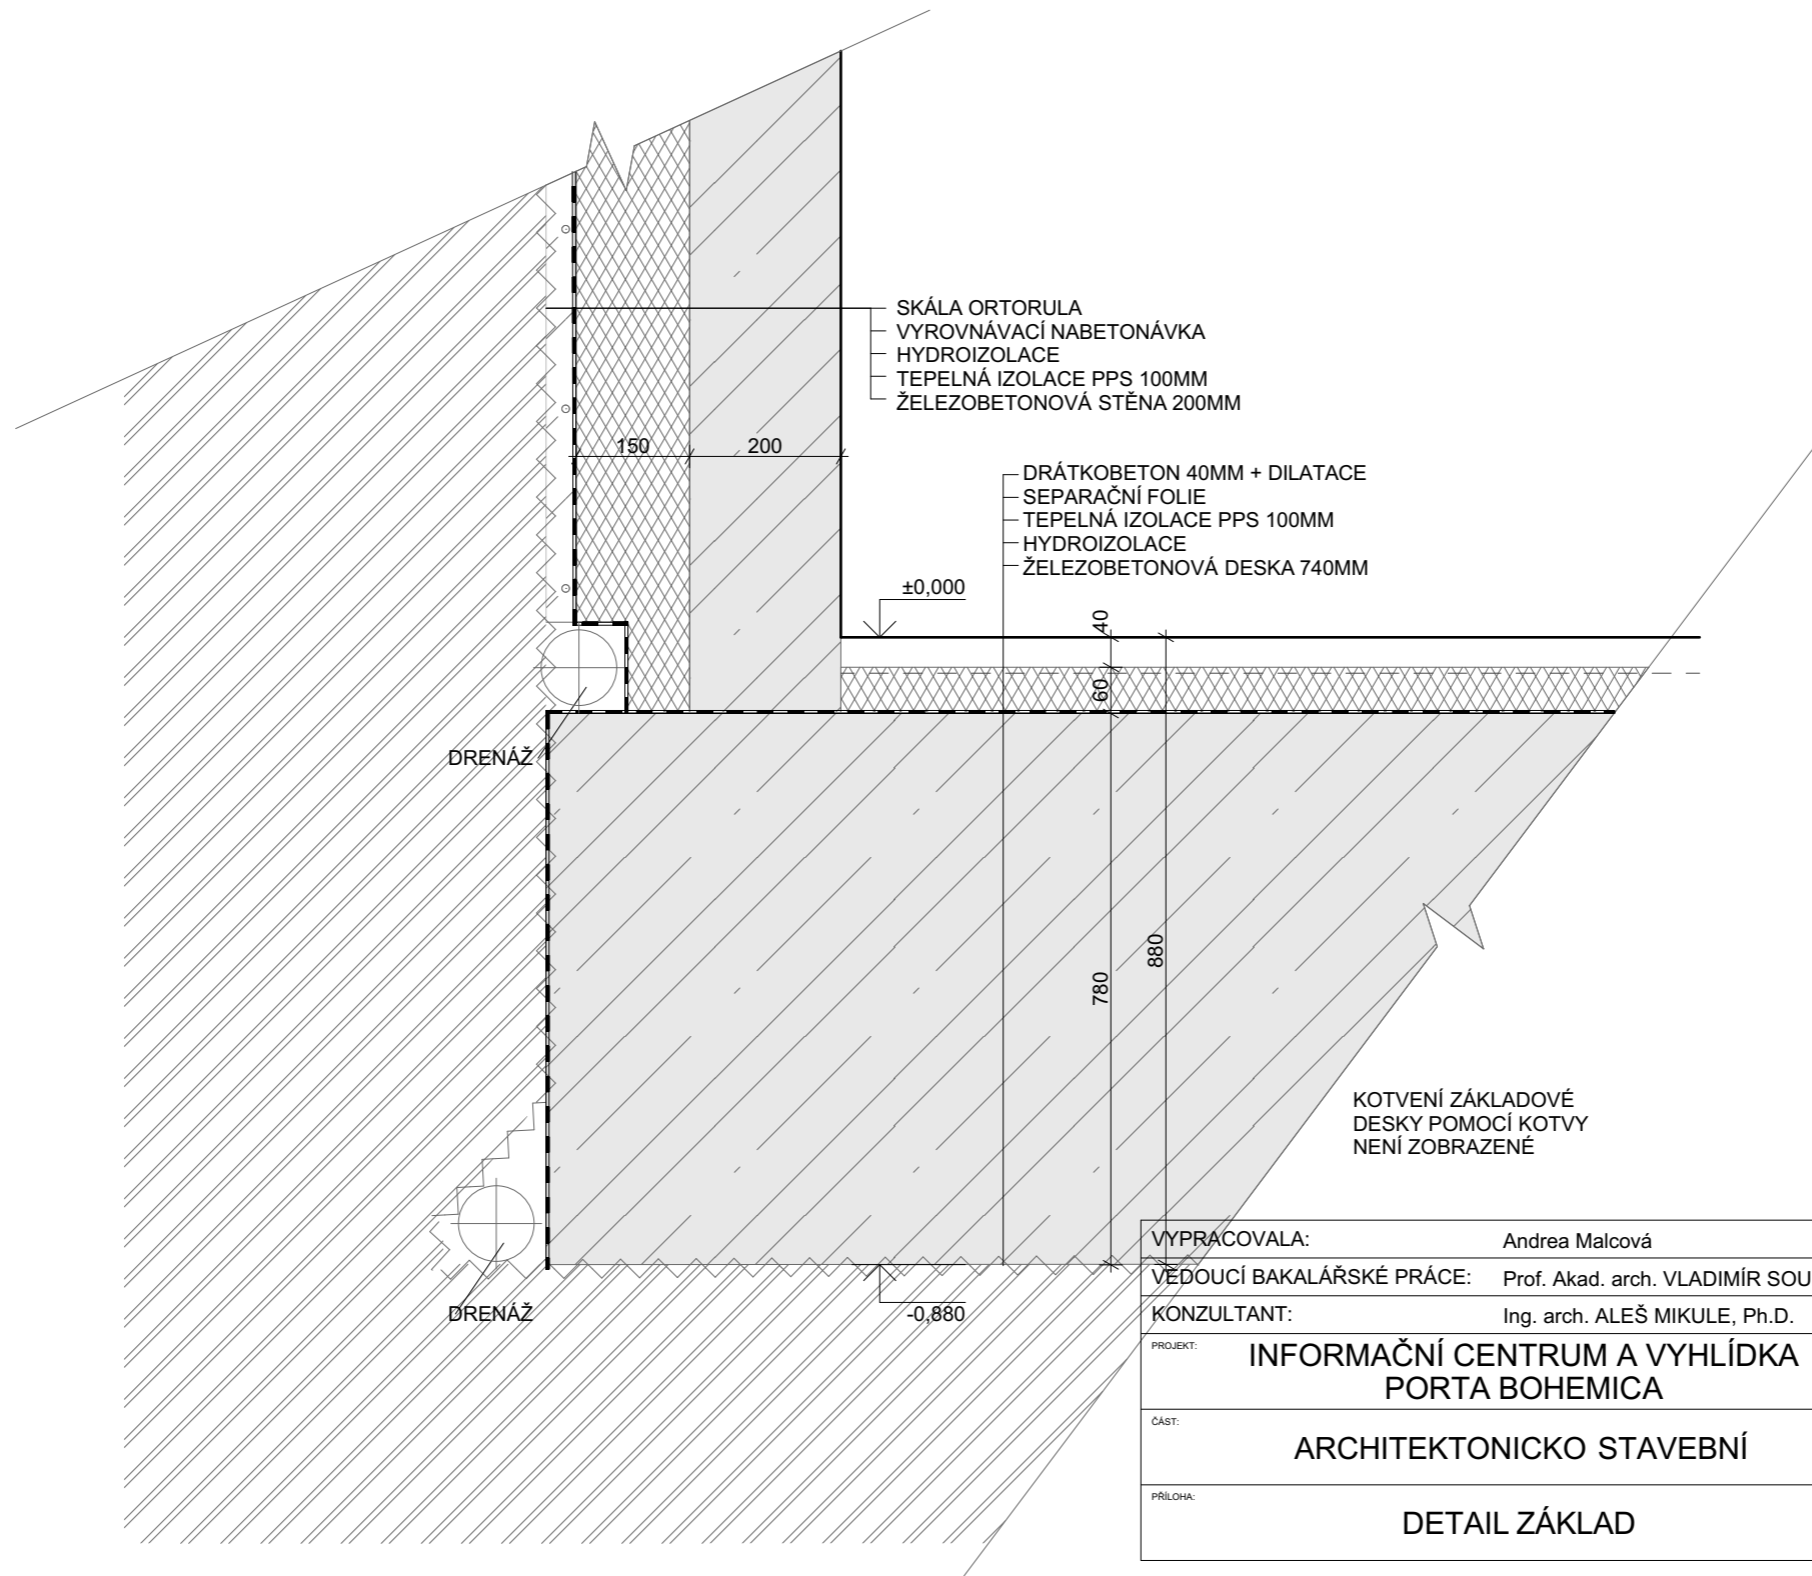 SKÁLA ORTORULA
VYROVNÁVACÍ NABETONÁVKA
HYDROIZOLACE
TEPELNÁ IZOLACE PPS 100MM
ŽELEZOBETONOVÁ STĚNA 200MM
150
200
DRÁTKOBETON 40MM + DILATACE
SEPARAČNÍ FOLIE
TEPELNÁ IZOLACE PPS 100MM
HYDROIZOLACE
ŽELEZOBETONOVÁ DESKA 740MM
±0,000
40
60
DRENÁŽ
880
780
KOTVENÍ ZÁKLADOVÉ
DESKY POMOCÍ KOTVY
NENÍ ZOBRAZENÉ
DRENÁŽ
-0,880
VYPRACOVALA: Andrea Malcová
VEDOUCÍ BAKALÁŘSKÉ PRÁCE: Prof. Akad. arch. VLADIMÍR SOU
KONZULTANT: Ing. arch. ALEŠ MIKULE, Ph.D.
PROJEKT: INFORMAČNÍ CENTRUM A VYHLÍDKA
PORTA BOHEMICA
ČÁST:
ARCHITEKTONICKO STAVEBNÍ
PŘÍLOHA:
DETAIL ZÁKLAD